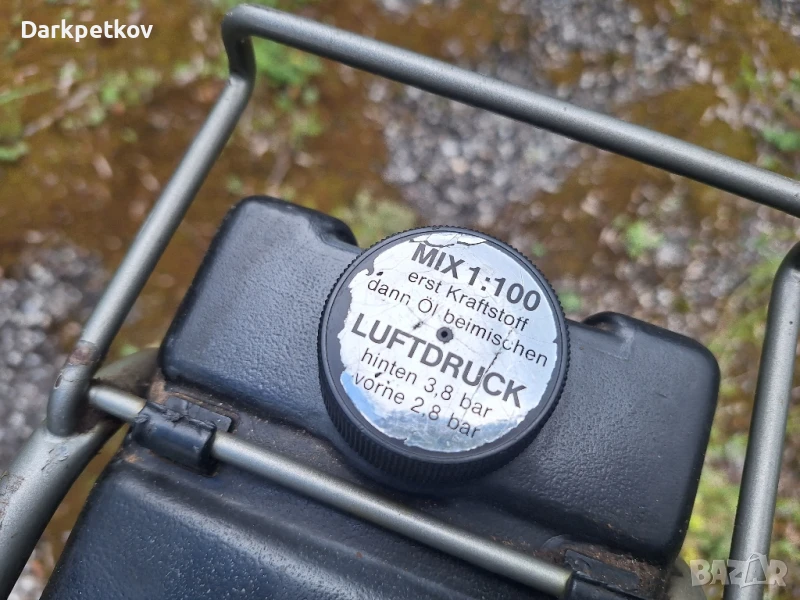 Darkpetkov
MIX 1:100
erst Kraftstoff
dann Öl beimischen
LUFTDRUCK
hinten 3,8 bar
vorne 2,8 bar
BAZAR